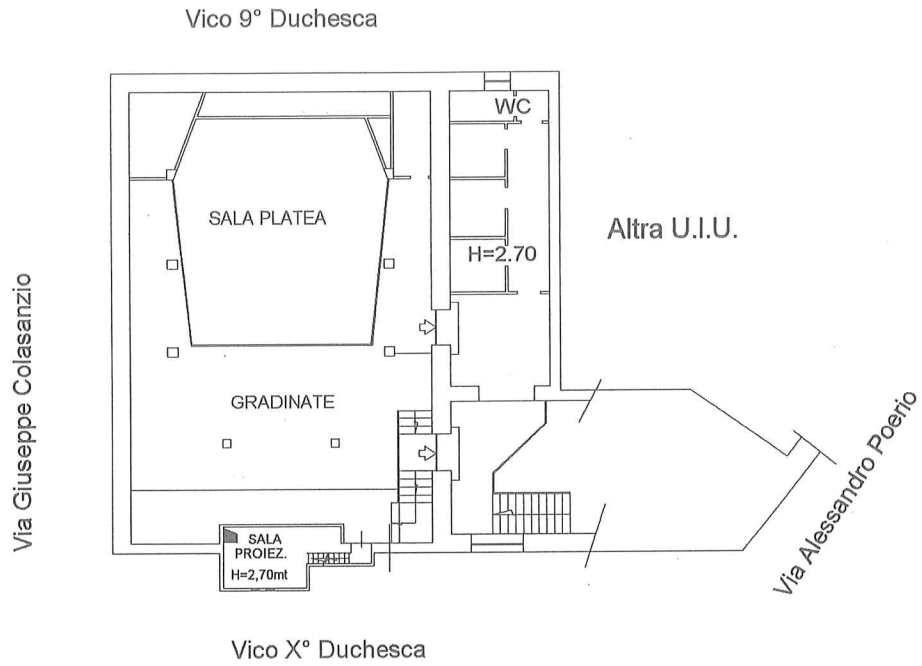 Vico 9° Duchesca
WC
SALA PLATEA
Altra U.I.U.
H=2.70
Via Giuseppe Colasanzio
GRADINATE
Via Alessandro Poerio
SALA
PROIEZ.
H=2,70mt
Vico X° Duchesca